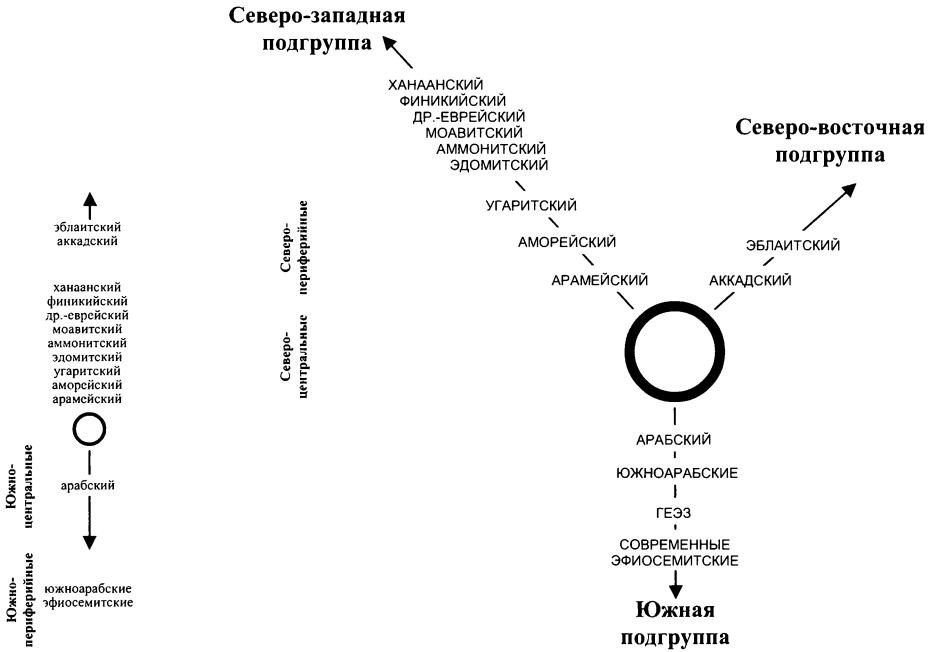 Северо-западная
подгруппа
ХАНААНСКИЙ
ФИНИКИЙСКИЙ
ДР.-ЕВРЕЙСКИЙ
МОАВИТСКИЙ
АММОНИТСКИЙ
ЭДОМИТСКИЙ
УГАРИТСКИЙ
АМОРЕЙСКИЙ
АРАМЕЙСКИЙ
Северо-восточная
подгруппа
ЭБЛАИТСКИЙ
АККАДСКИЙ
АРАБСКИЙ
ЮЖНОАРАБСКИЕ
ГЕЭЗ
СОВРЕМЕННЫЕ
ЭФИОСЕМИТСКИЕ
Южная
подгруппа
эблаитский
аккадский
ханаанский
финикийский
др.-еврейский
моавитский
аммонитский
эдомитский
угаритский
аморейский
арамейский
арабский
южноарабские
эфиосемитские
Северо-
периферийные
Северо-
центральные
Южно-
центральные
Южно-
периферийные